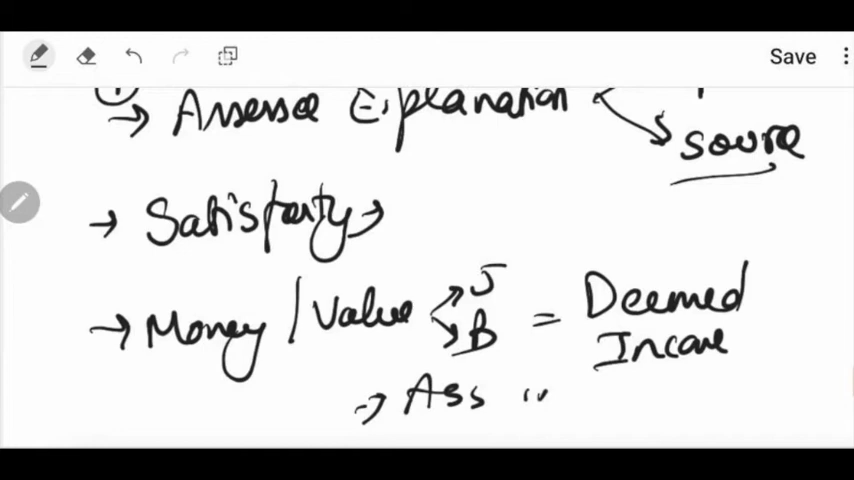 Save
→ Assessee Explanation
source
→ Satisfactory
→ Money / Value J = Deemed
B Income
→ Ass "